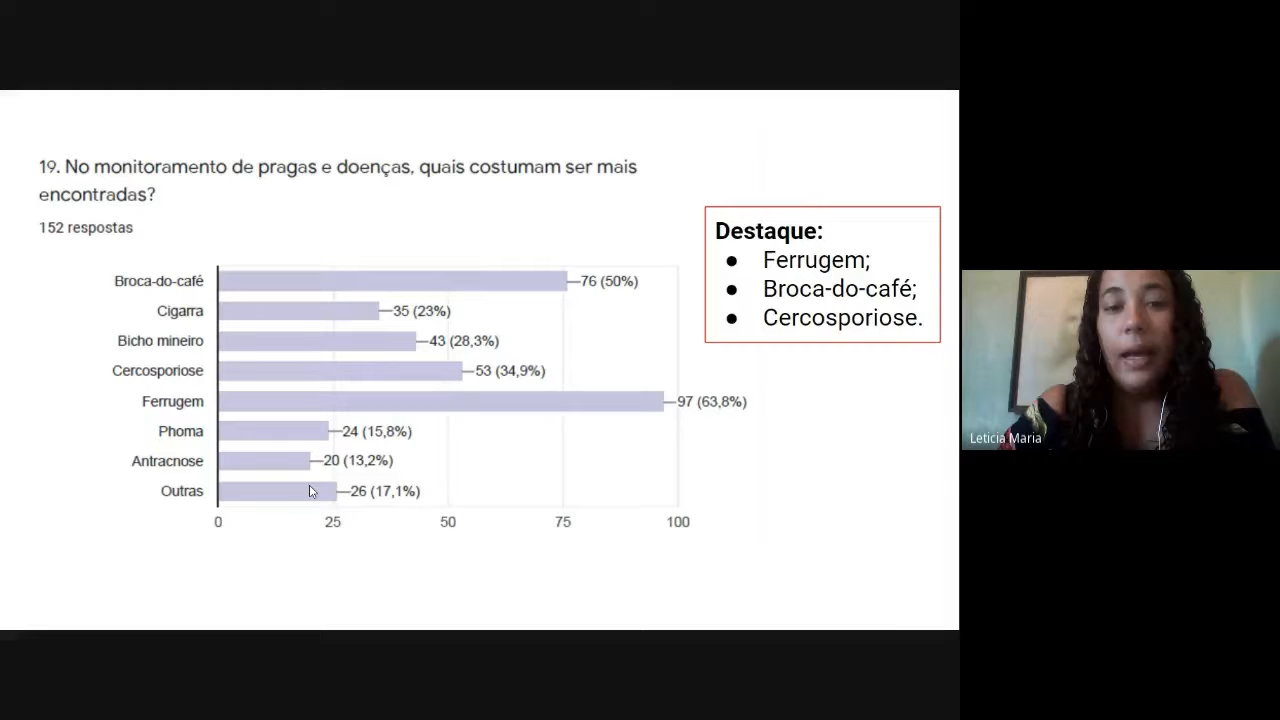 19. No monitoramento de pragas e doenças, quais costumam ser mais
encontradas?
152 respostas
Broca-do-café 76 (50%)
Cigarra 35 (23%)
Bicho mineiro 43 (28,3%)
Cercosporiose 53 (34,9%)
Ferrugem 97 (63,8%)
Phoma 24 (15,8%)
Antracnose 20 (13,2%)
Outras 26 (17,1%)
0 25 50 75 100
Destaque:
● Ferrugem;
● Broca-do-café;
● Cercosporiose.
Leticia Maria